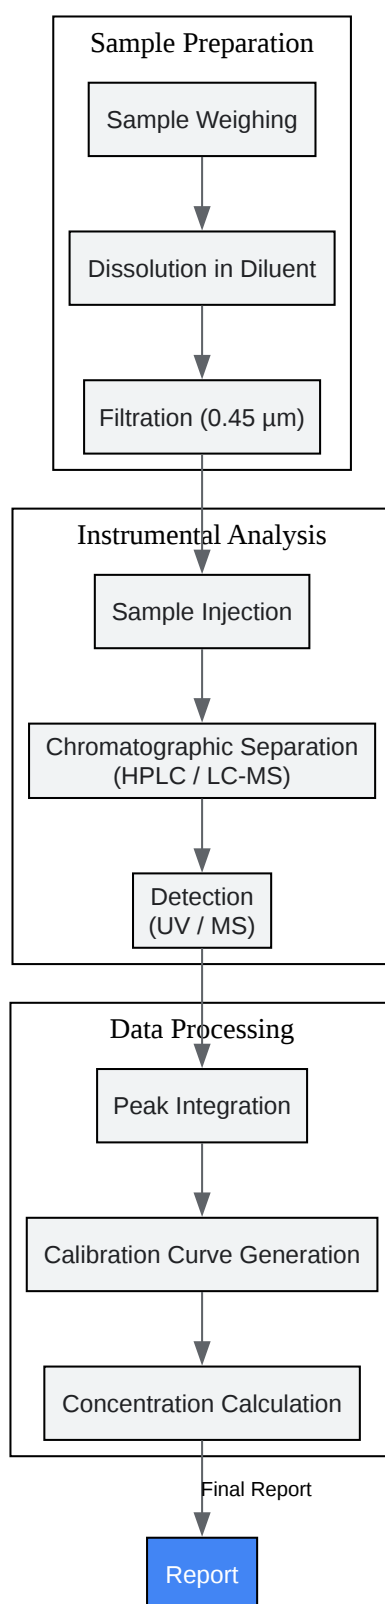 Sample Preparation
Sample Weighing
Dissolution in Diluent
Filtration (0.45 µm)
Instrumental Analysis
Sample Injection
Chromatographic Separation
(HPLC / LC-MS)
Detection
(UV / MS)
Data Processing
Peak Integration
Calibration Curve Generation
Concentration Calculation
Final Report
Report